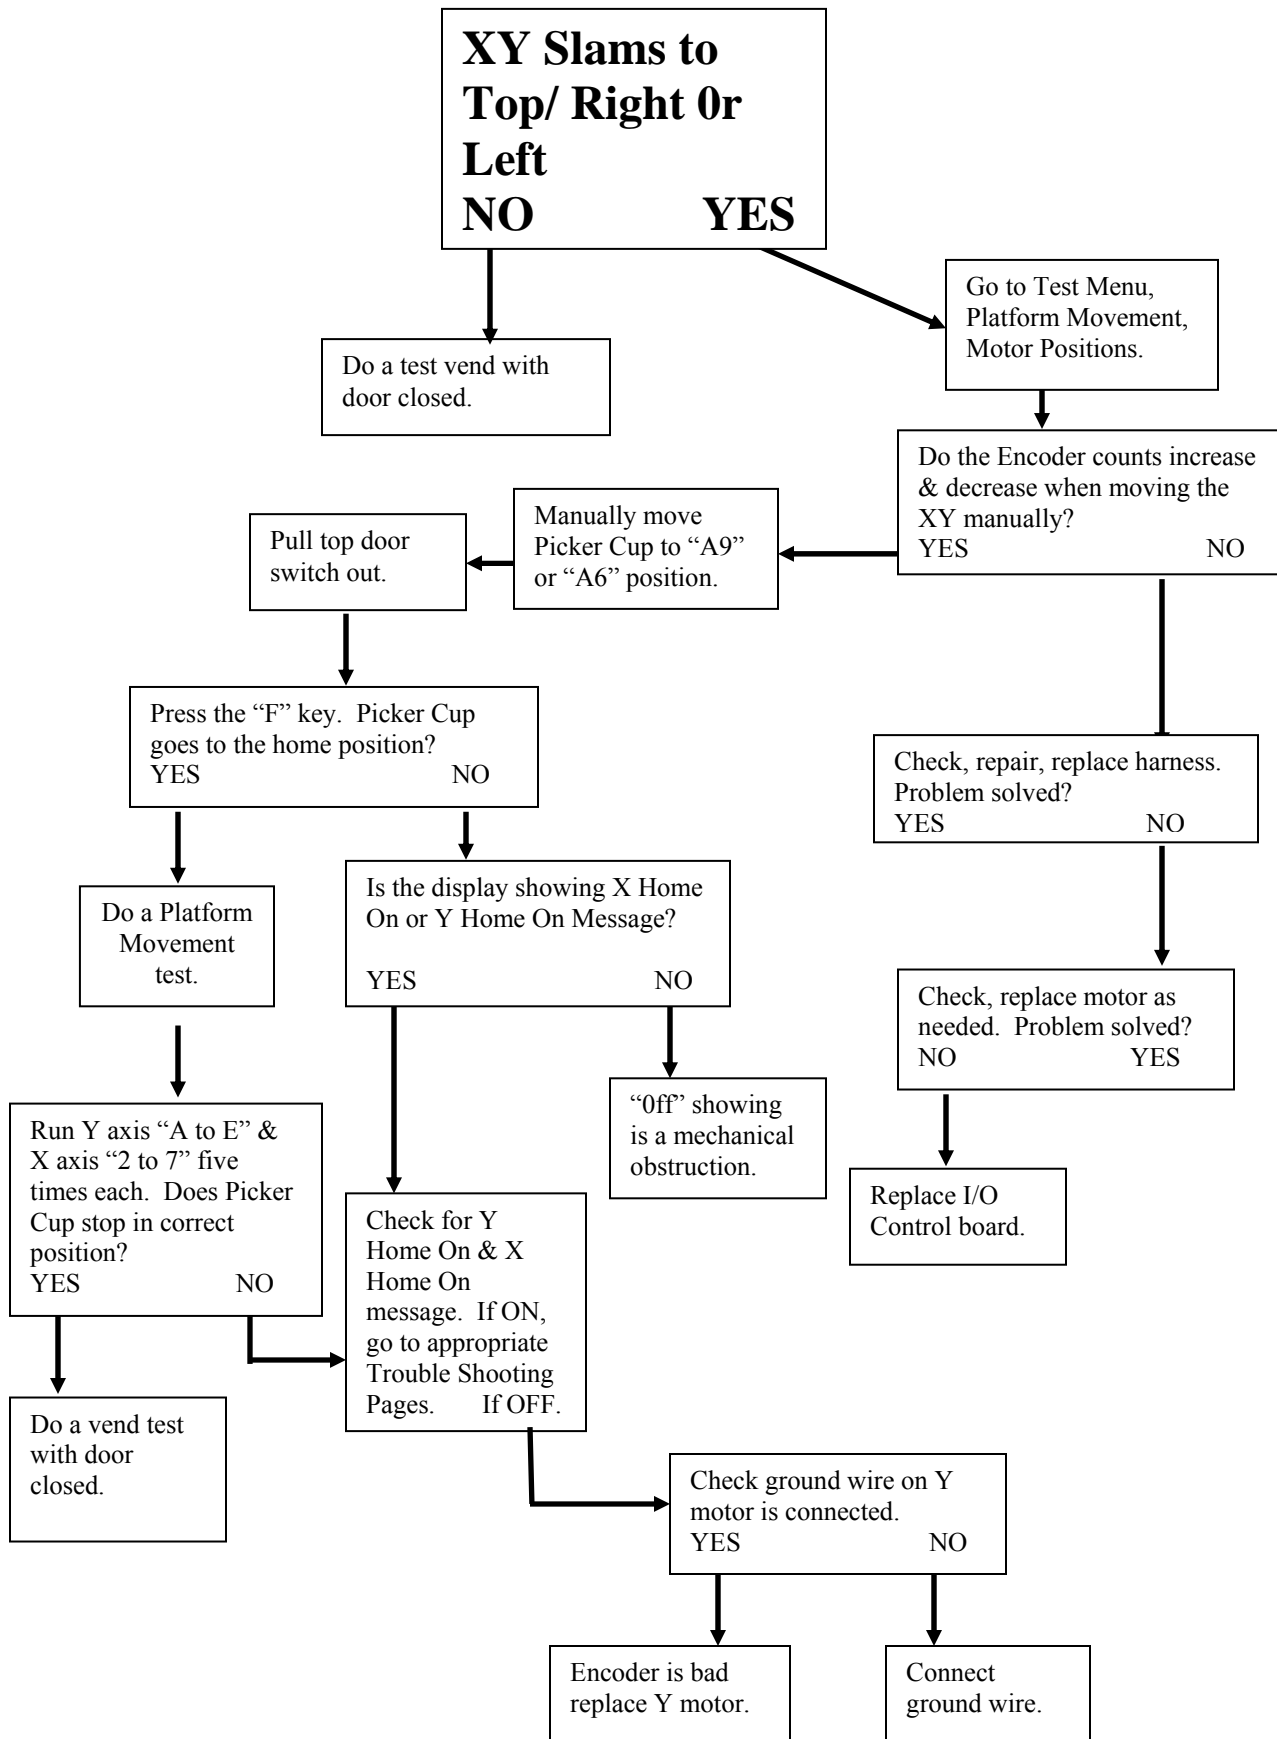 XY Slams to
Top/ Right 0r
Left
NO YES
Go to Test Menu,
Platform Movement,
Motor Positions.
Do a test vend with
door closed.
Do the Encoder counts increase
& decrease when moving the
XY manually?
YES NO
Manually move
Picker Cup to “A9”
or “A6” position.
Pull top door
switch out.
Press the “F” key. Picker Cup
goes to the home position?
YES NO
Check, repair, replace harness.
Problem solved?
YES NO
Is the display showing X Home
On or Y Home On Message?
YES NO
Do a Platform
Movement
test.
Check, replace motor as
needed. Problem solved?
NO YES
“0ff” showing
is a mechanical
obstruction.
Run Y axis “A to E” &
X axis “2 to 7” five
times each. Does Picker
Cup stop in correct
position?
YES NO
Replace I/O
Control board.
Check for Y
Home On & X
Home On
message. If ON,
go to appropriate
Trouble Shooting
Pages. If OFF.
Do a vend test
with door
closed.
Check ground wire on Y
motor is connected.
YES NO
Encoder is bad
replace Y motor.
Connect
ground wire.